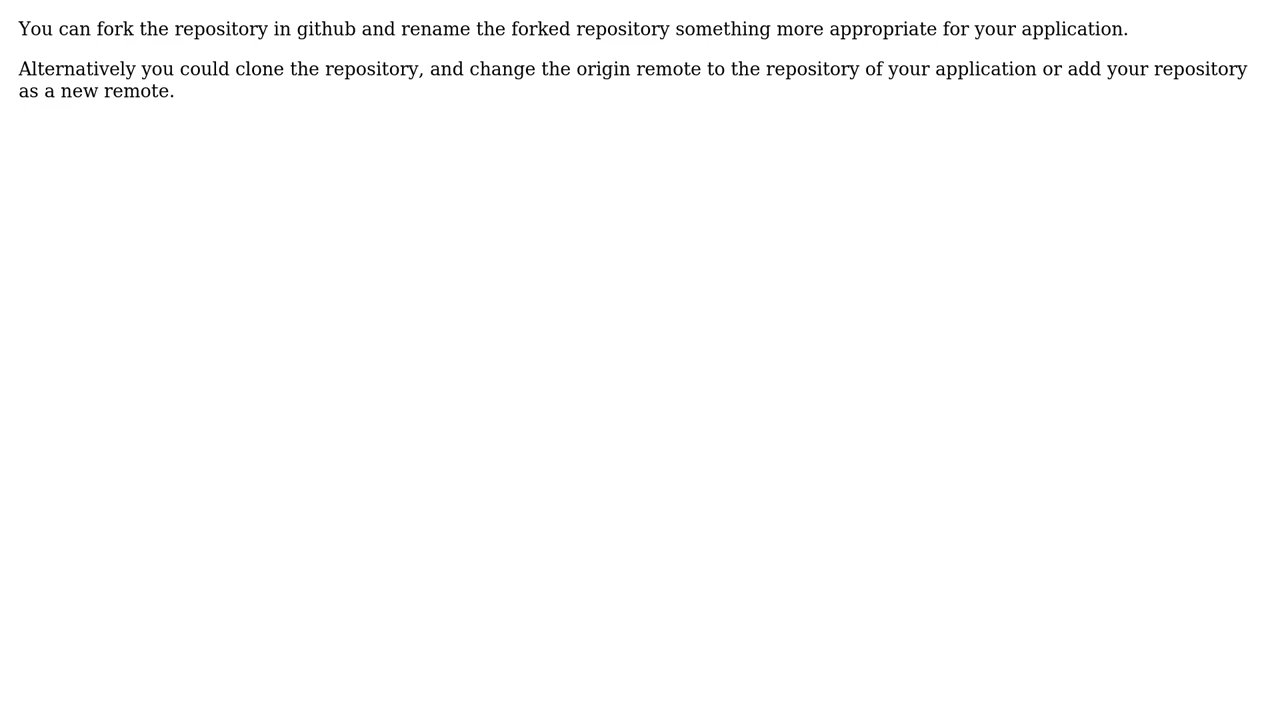 You can fork the repository in github and rename the forked repository something more appropriate for your application.
Alternatively you could clone the repository, and change the origin remote to the repository of your application or add your repository
as a new remote.